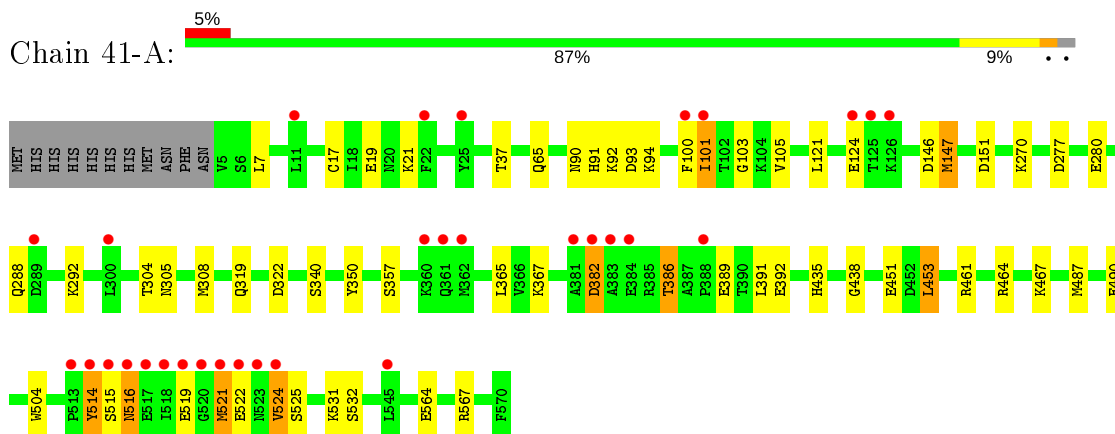 5%
Chain 41-A:
87% 9% • •
MET HIS HIS HIS HIS HIS HIS MET ASN PHE ASN V5 S6 L7 L11 C17 I18 E19 N20 K21 F22 Y25 T37 Q65 N90 H91 K92 D93 K94 F100 I101 T102 G103 K104 V105 L121 E124 T125 K126 D146 M147 D151 K270 D277 E280
Q288 D289 K292 L300 T304 N305 M308 Q319 D322 S340 Y350 S357 K360 Q361 M362 L365 V366 K367 A381 D382 A383 E384 R385 T386 A387 P388 E389 T390 L391 E392 H435 G438 E451 D452 L453 R461 R464 K467 M487
W504 P513 Y514 S515 N516 E517 I518 E519 G520 M521 E522 N523 V524 S525 K531 S532 L545 E564 R567 F570